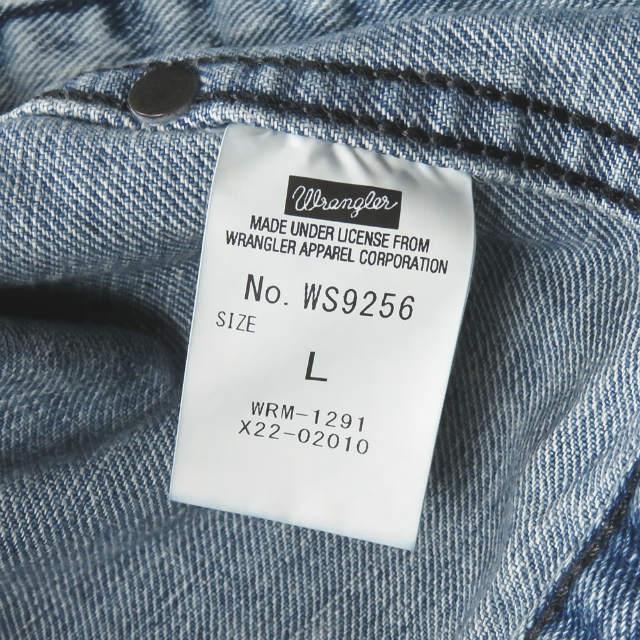 Wrangler
MADE UNDER LICENSE FROM
WRANGLER APPAREL CORPORATION
No. WS9256
SIZE
L
WRM-1291
X22-02010